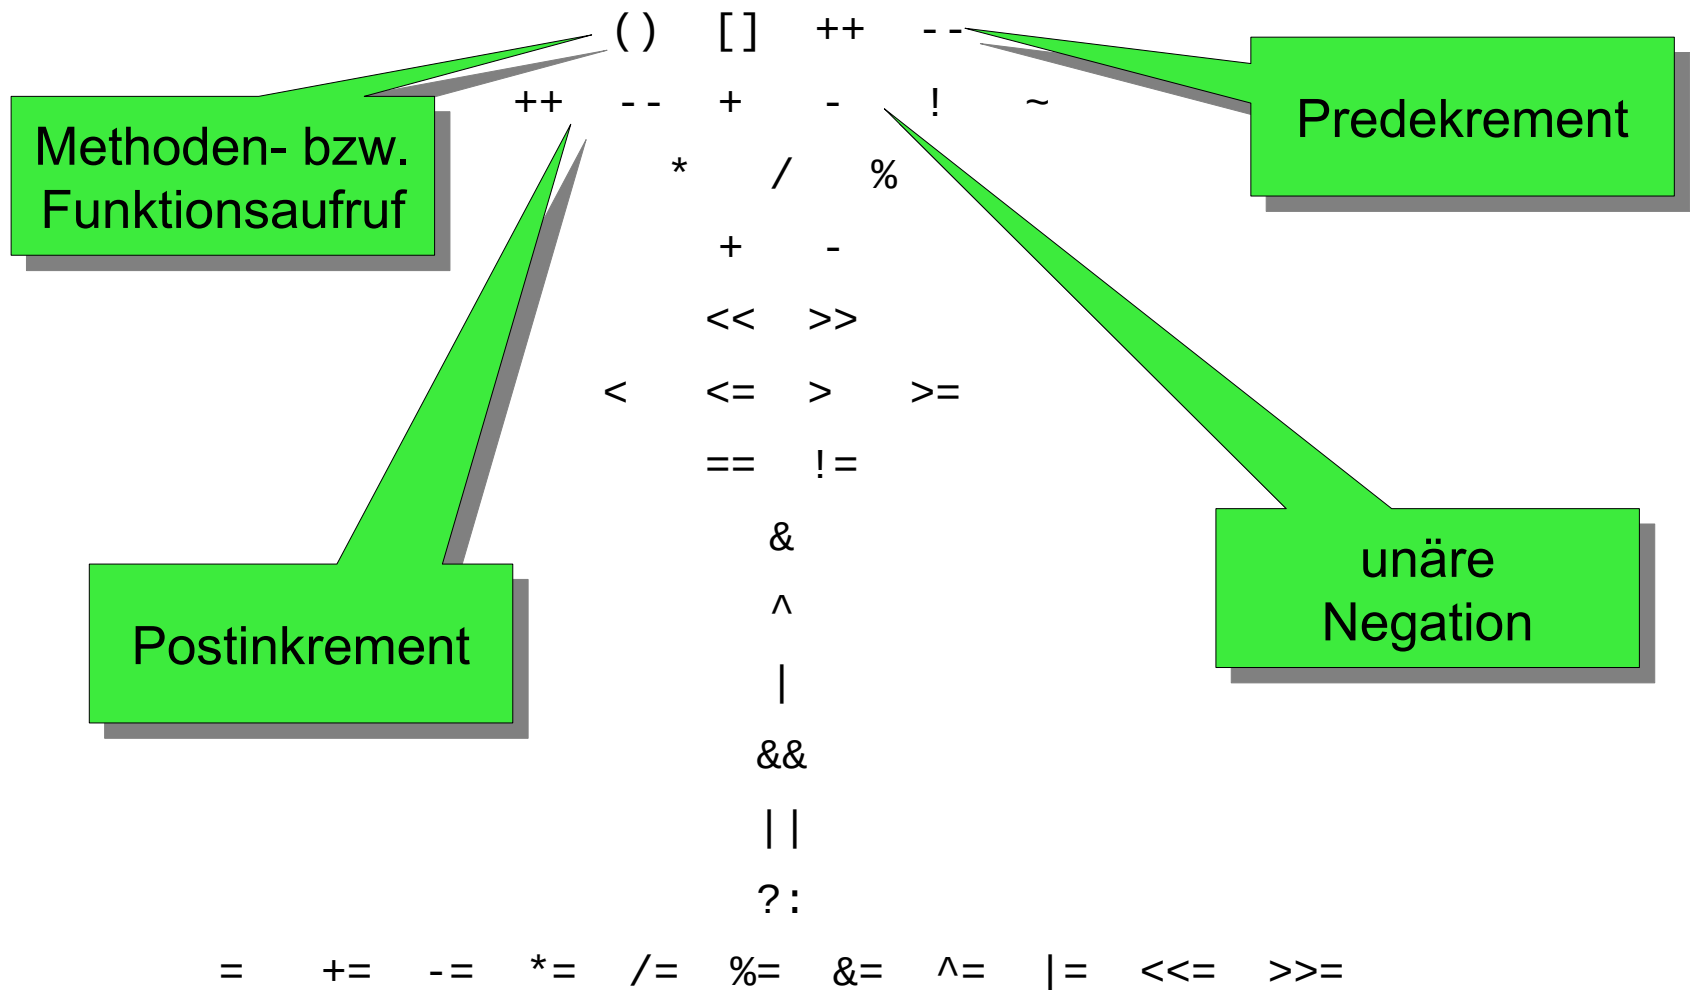 () [] ++ --
++ -- + - ! ~
* / %
+ -
<< >>
< <= > >=
== !=
&
^
|
&&
||
?:
= += -= *= /= %= &= ^= |= <<= >>=
Methoden- bzw.
Funktionsaufruf
Predekrement
Postinkrement
unäre
Negation